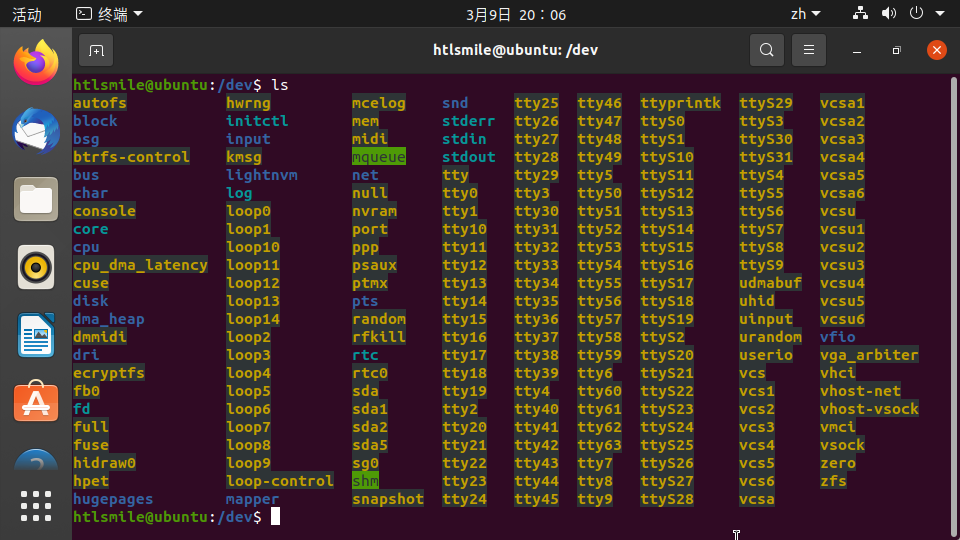 活动 终端 3月9日 20：06 zh
htlsmile@ubuntu: /dev
htlsmile@ubuntu:/dev$ ls
autofs hwrng mcelog snd tty25 tty46 ttyprintk ttyS29 vcsa1
block initctl mem stderr tty26 tty47 ttyS0 ttyS3 vcsa2
bsg input midi stdin tty27 tty48 ttyS1 ttyS30 vcsa3
btrfs-control kmsg mqueue stdout tty28 tty49 ttyS10 ttyS31 vcsa4
bus lightnvm net tty tty29 tty5 ttyS11 ttyS4 vcsa5
char log null tty0 tty3 tty50 ttyS12 ttyS5 vcsa6
console loop0 nvram tty1 tty30 tty51 ttyS13 ttyS6 vcsu
core loop1 port tty10 tty31 tty52 ttyS14 ttyS7 vcsu1
cpu loop10 ppp tty11 tty32 tty53 ttyS15 ttyS8 vcsu2
cpu_dma_latency loop11 psaux tty12 tty33 tty54 ttyS16 ttyS9 vcsu3
cuse loop12 ptmx tty13 tty34 tty55 ttyS17 udmabuf vcsu4
disk loop13 pts tty14 tty35 tty56 ttyS18 uhid vcsu5
dma_heap loop14 random tty15 tty36 tty57 ttyS19 uinput vcsu6
dmmidi loop2 rfkill tty16 tty37 tty58 ttyS2 urandom vfio
dri loop3 rtc tty17 tty38 tty59 ttyS20 userio vga_arbiter
ecryptfs loop4 rtc0 tty18 tty39 tty6 ttyS21 vcs vhci
fb0 loop5 sda tty19 tty4 tty60 ttyS22 vcs1 vhost-net
fd loop6 sda1 tty2 tty40 tty61 ttyS23 vcs2 vhost-vsock
full loop7 sda2 tty20 tty41 tty62 ttyS24 vcs3 vmci
fuse loop8 sda5 tty21 tty42 tty63 ttyS25 vcs4 vsock
hidraw0 loop9 sg0 tty22 tty43 tty7 ttyS26 vcs5 zero
hpet loop-control shm tty23 tty44 tty8 ttyS27 vcs6 zfs
hugepages mapper snapshot tty24 tty45 tty9 ttyS28 vcsa
htlsmile@ubuntu:/dev$